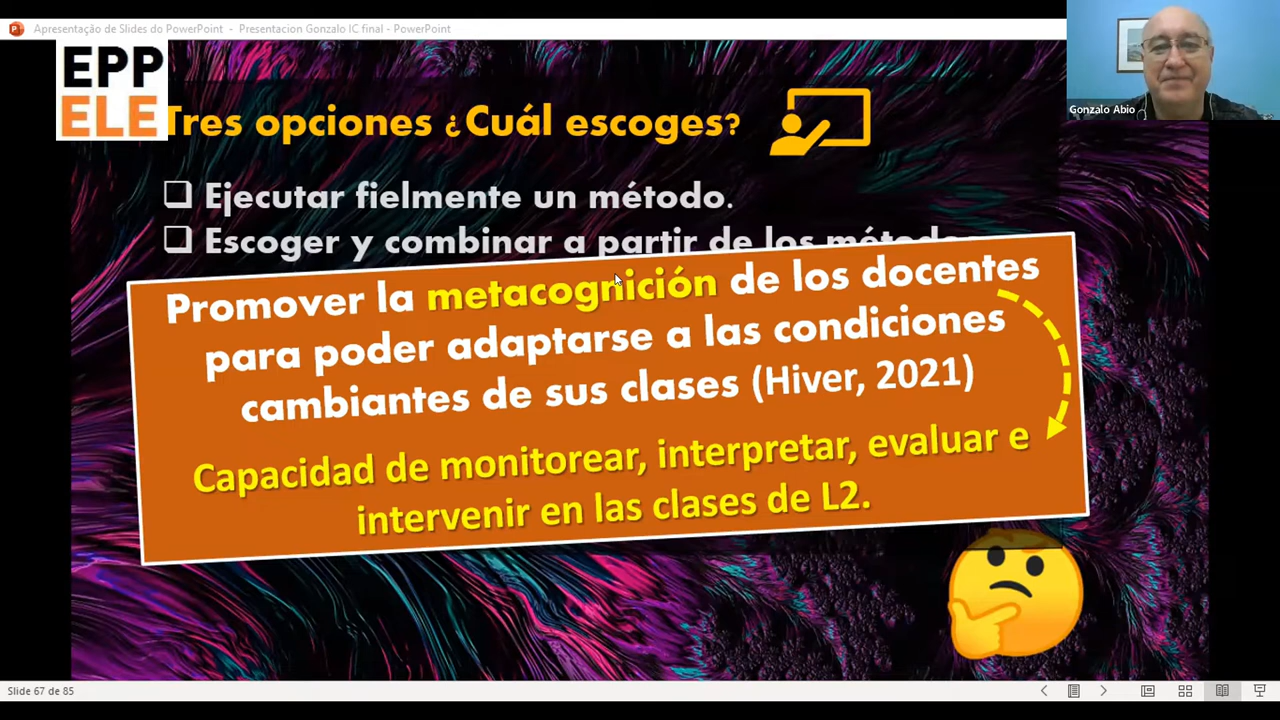 Apresentação de Slides do PowerPoint - Presentacion Gonzalo IC final - PowerPoint
EPP
ELE
Tres opciones ¿Cuál escoges?
Gonzalo Abio
❑ Ejecutar fielmente un método.
❑ Escoger y combinar a partir de los
Promover la metacognición de los docentes
para poder adaptarse a las condiciones
cambiantes de sus clases (Hiver, 2021)
Capacidad de monitorear, interpretar, evaluar e
intervenir en las clases de L2.
Slide 67 de 85